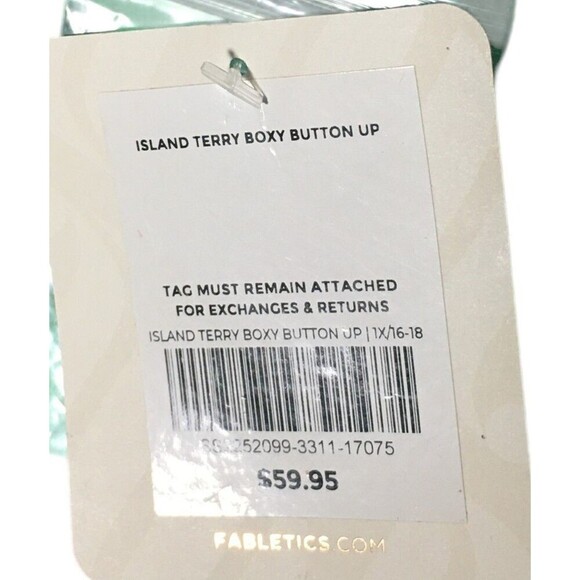 ISLAND TERRY BOXY BUTTON UP
TAG MUST REMAIN ATTACHED
FOR EXCHANGES & RETURNS
ISLAND TERRY BOXY BUTTON UP | 1X/16-18
$59.95
FABLETICS.COM